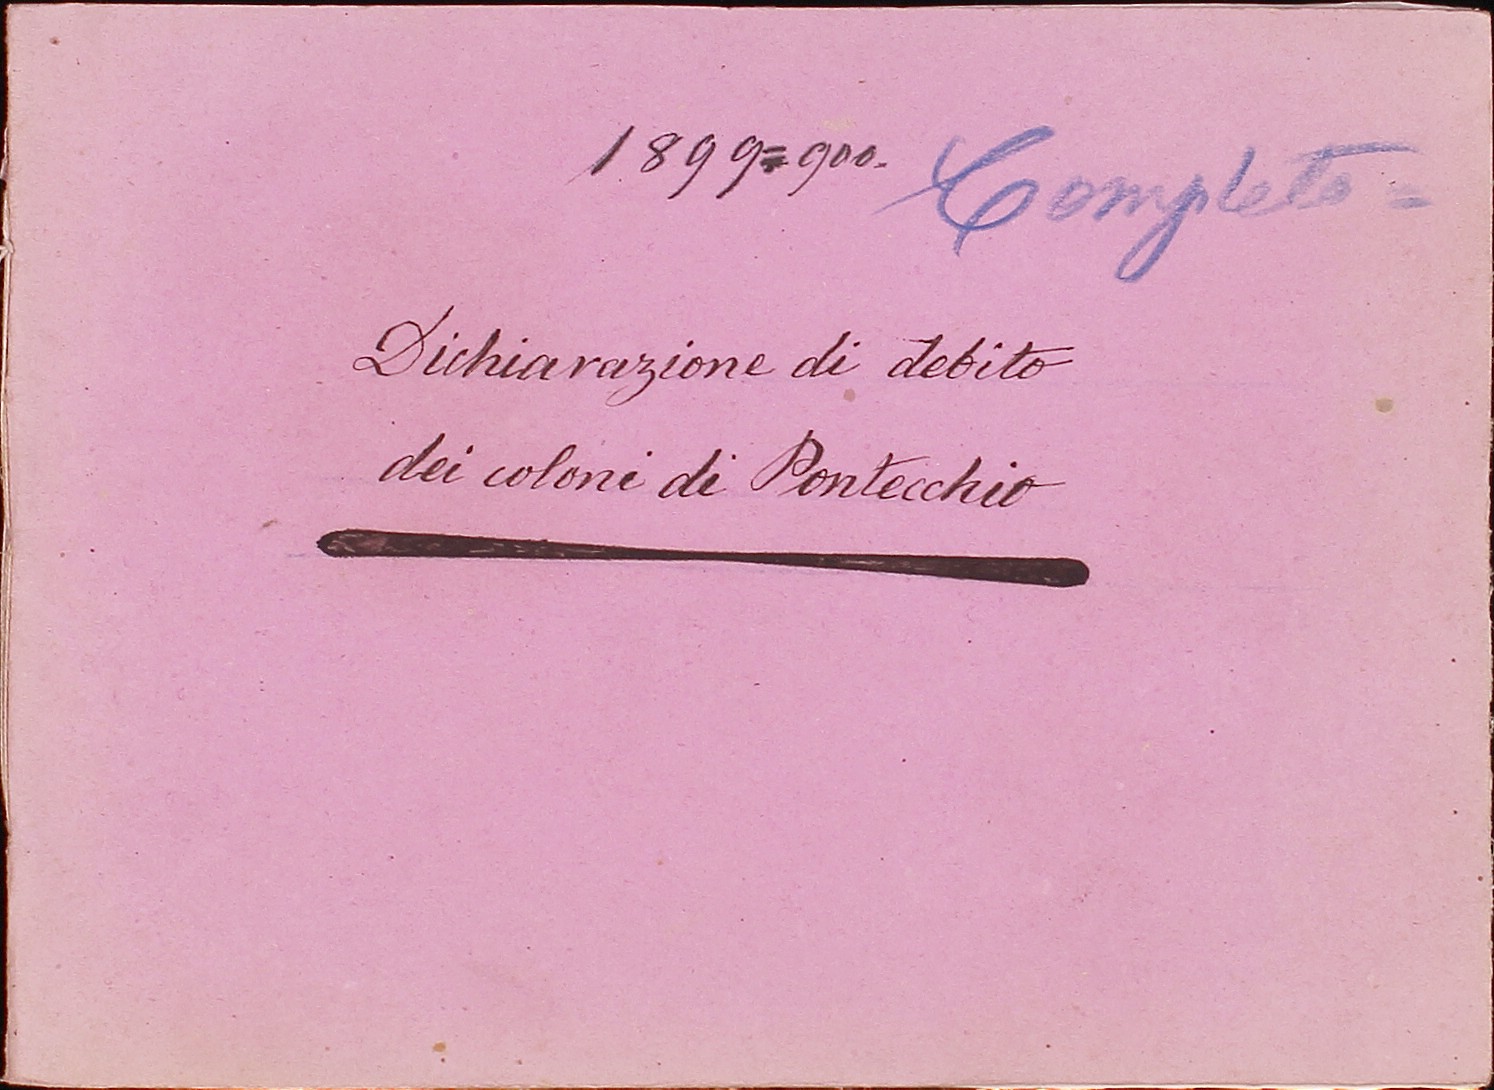 1899=900.
Completo=
Dichiarazione di debito
dei coloni di Pontecchio